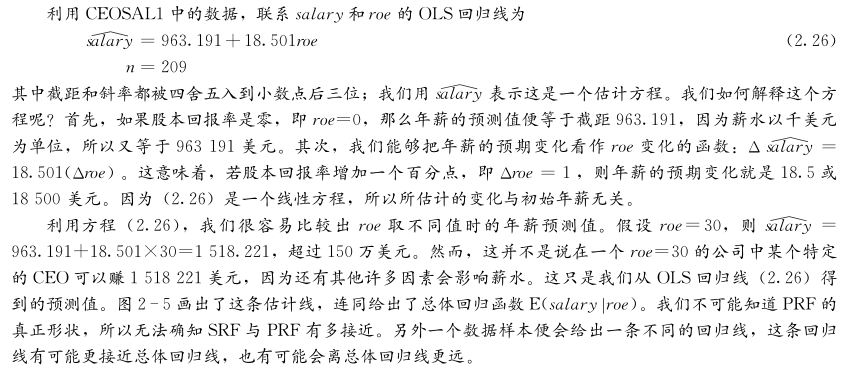 利用 CEOSAL1 中的数据，联系 salary 和 roe 的 OLS 回归线为
$\widehat{salary}$ = 963.191+18.501roe (2.26)
n = 209
其中截距和斜率都被四舍五入到小数点后三位；我们用 $\widehat{salary}$ 表示这是一个估计方程。我们如何解释这个方
程呢？首先，如果股本回报率是零，即 roe=0，那么年薪的预测值便等于截距 963.191，因为薪水以千美元
为单位，所以又等于 963 191 美元。其次，我们能够把年薪的预期变化看作 roe 变化的函数：Δ $\widehat{salary}$ =
18.501(Δroe)。这意味着，若股本回报率增加一个百分点，即 Δroe = 1，则年薪的预期变化就是 18.5 或
18 500 美元。因为（2.26）是一个线性方程，所以所估计的变化与初始年薪无关。
利用方程（2.26），我们很容易比较出 roe 取不同值时的年薪预测值。假设 roe=30，则 $\widehat{salary}$ =
963.191+18.501×30=1 518.221，超过 150 万美元。然而，这并不是说在一个 roe=30 的公司中某个特定
的 CEO 可以赚 1 518 221 美元，因为还有其他许多因素会影响薪水。这只是我们从 OLS 回归线（2.26）得
到的预测值。图 2-5 画出了这条估计线，连同给出了总体回归函数 E(salary|roe)。我们不可能知道 PRF 的
真正形状，所以无法确知 SRF 与 PRF 有多接近。另外一个数据样本便会给出一条不同的回归线，这条回归
线有可能更接近总体回归线，也有可能会离总体回归线更远。